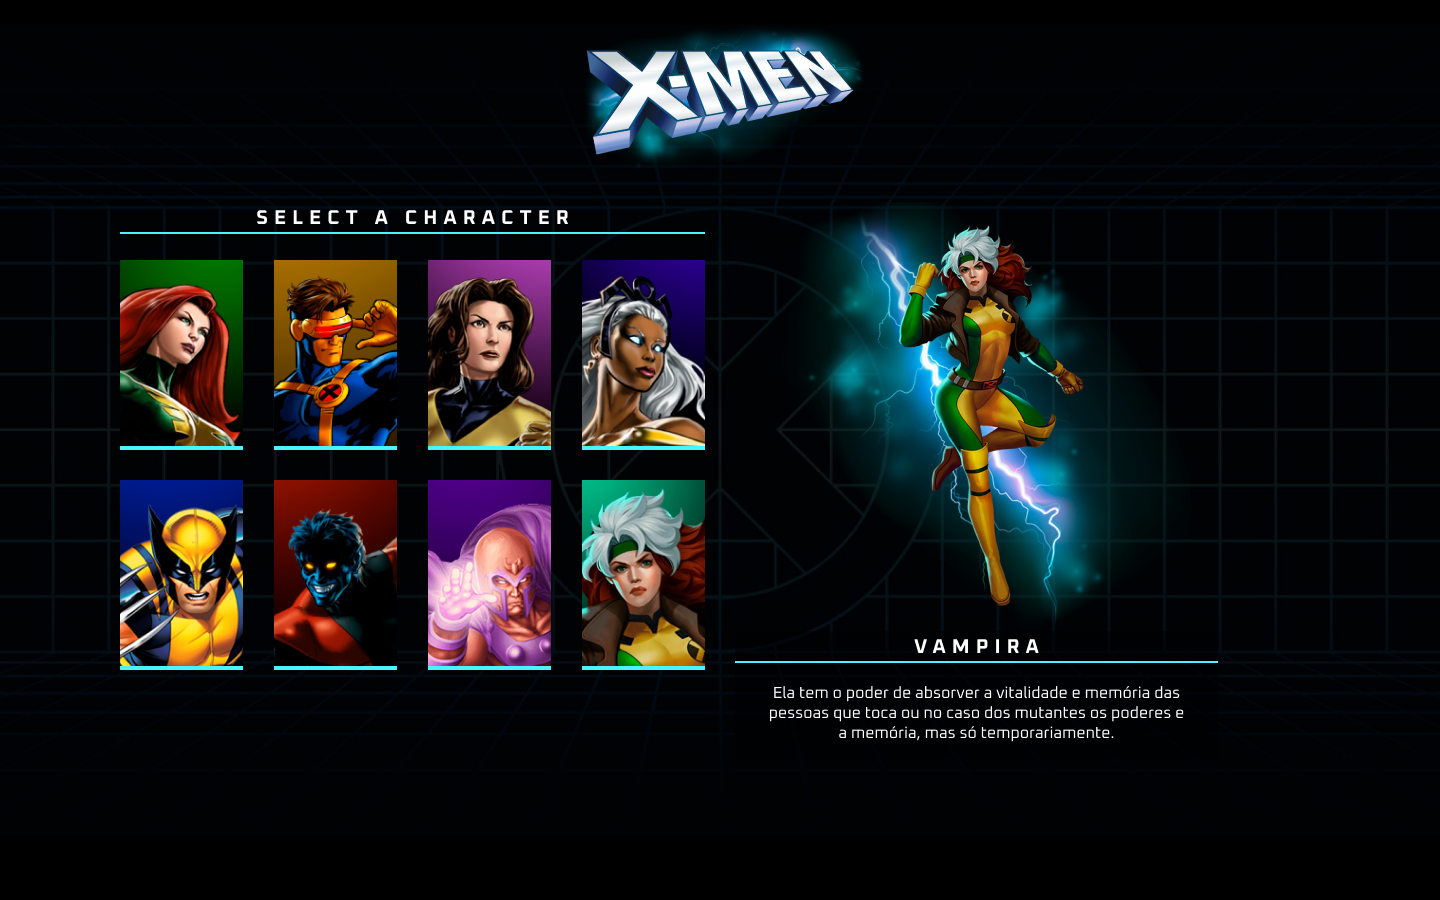 X-MEN
SELECT A CHARACTER
VAMPIRA
Ela tem o poder de absorver a vitalidade e memória das
pessoas que toca ou no caso dos mutantes os poderes e
a memória, mas só temporariamente.